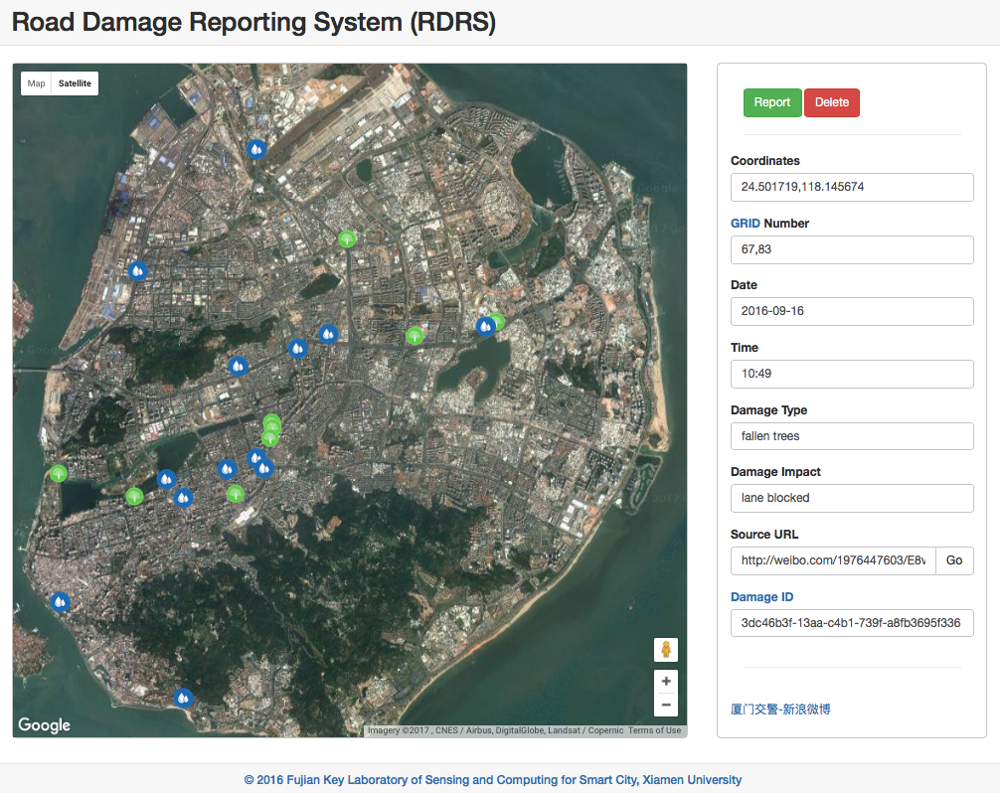 Road Damage Reporting System (RDRS)
Map Satellite
Report Delete
Coordinates
24.501719,118.145674
GRID Number
67,83
Date
2016-09-16
Time
10:49
Damage Type
fallen trees
Damage Impact
lane blocked
Source URL
http://weibo.com/1976447603/E8v Go
Damage ID
3dc46b3f-13aa-c4b1-739f-a8fb3695f336
厦门交警-新浪微博
Google
Imagery ©2017 , CNES / Airbus, DigitalGlobe, Landsat / Copernic Terms of Use
© 2016 Fujian Key Laboratory of Sensing and Computing for Smart City, Xiamen University